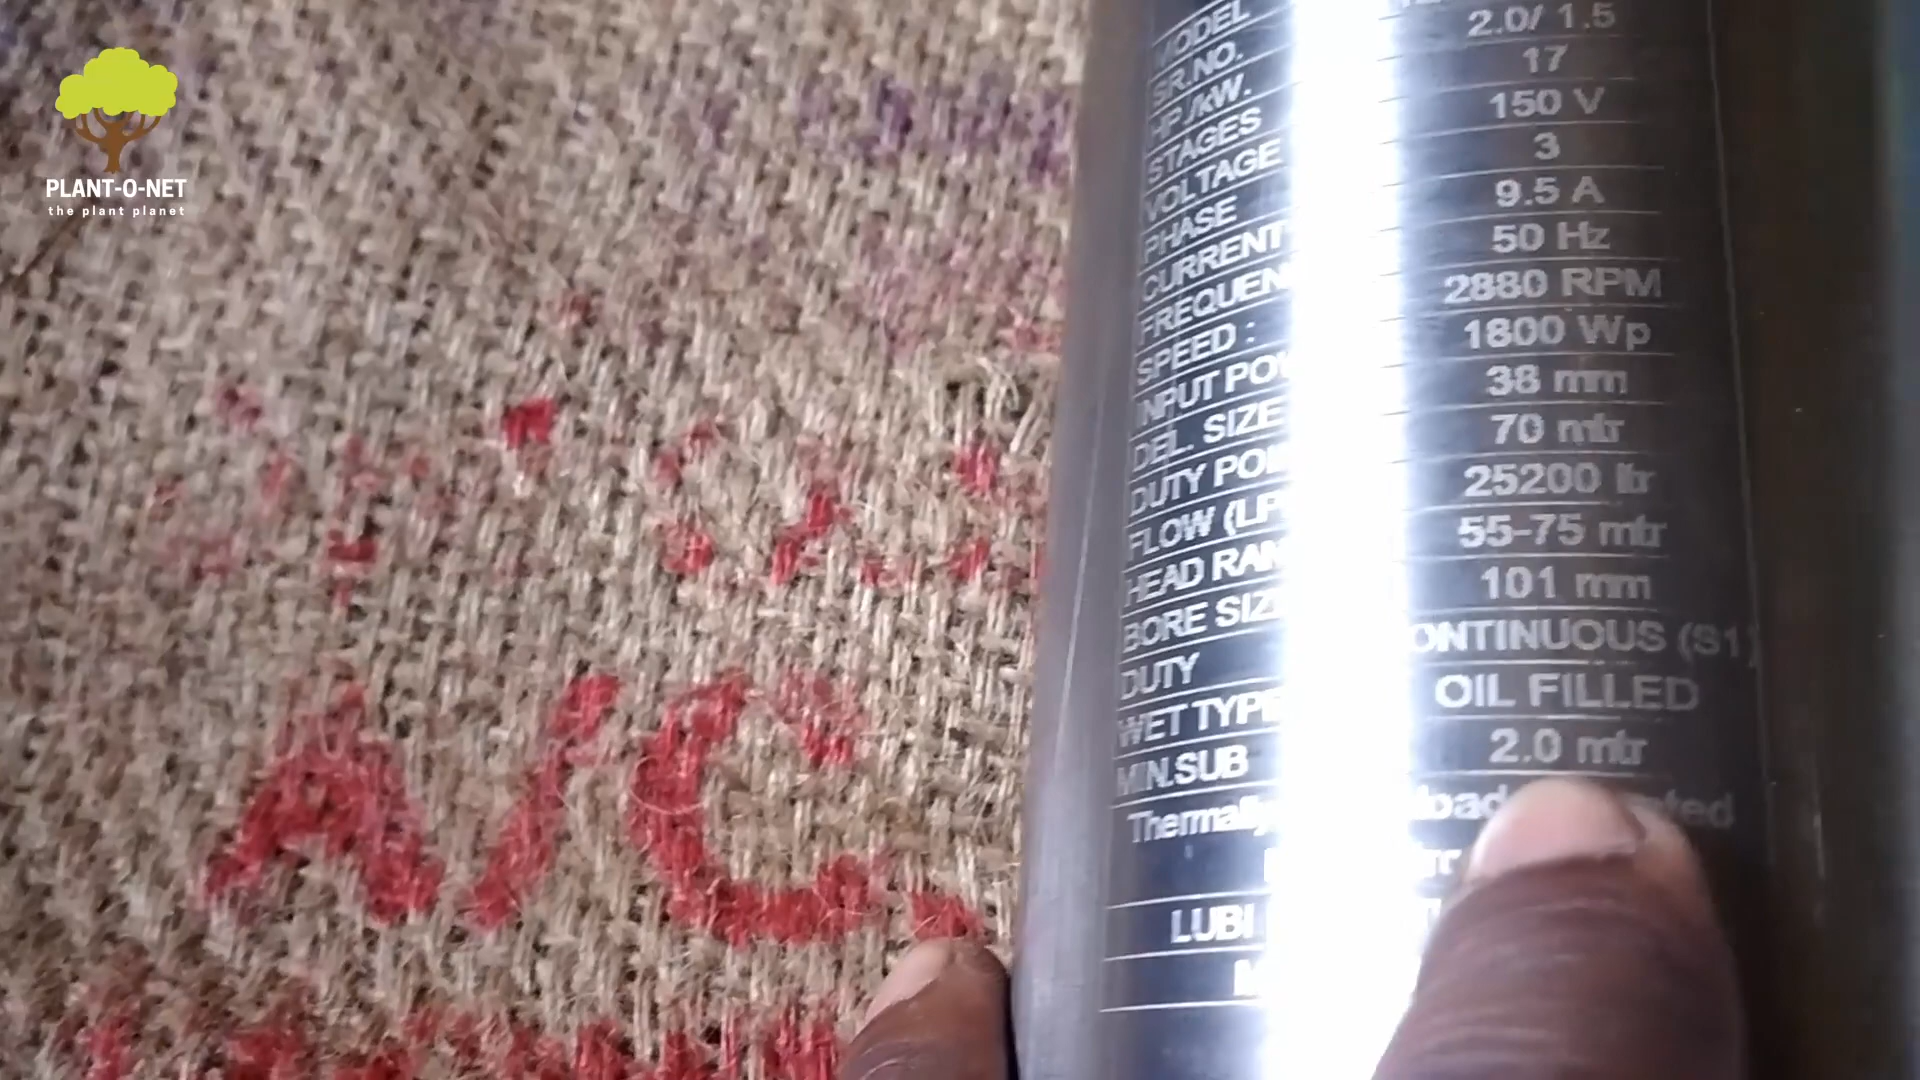 PLANT-O-NET
the plant planet
MODEL
SR.NO.
HP./kW. 2.0/ 1.5
STAGES 17
VOLTAGE 150 V
PHASE 3
CURRENT 9.5 A
FREQUEN 50 Hz
SPEED : 2880 RPM
INPUT POW 1800 Wp
DEL. SIZE 38 mm
DUTY POI 70 mtr
FLOW (LP 25200 ltr
HEAD RAN 55-75 mtr
BORE SIZ 101 mm
DUTY ONTINUOUS (S1)
WET TYPE OIL FILLED
MIN.SUB 2.0 mtr
Thermally load
LUBI
A/C